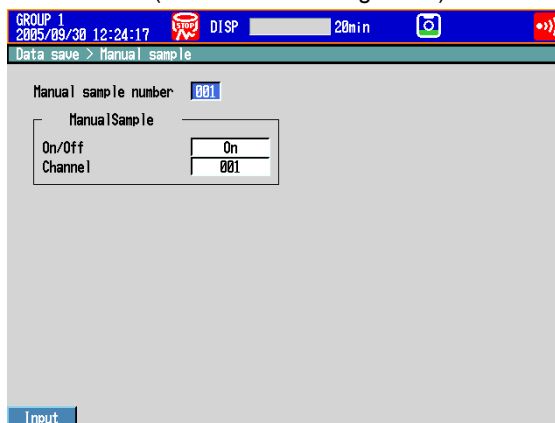 GROUP 1
2005/09/30 12:24:17 STOP DISP 20min
Data save > Manual sample
Manual sample number 001
ManualSample
On/Off On
Channel 001
Input